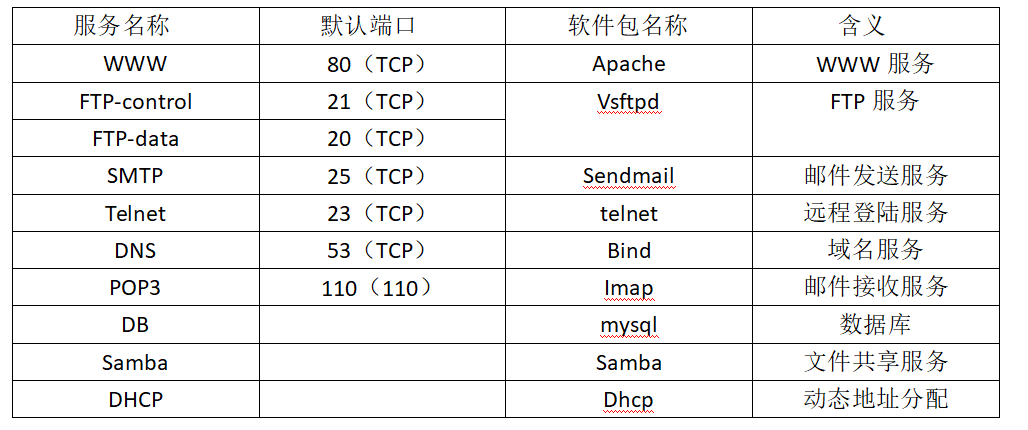 服务名称 默认端口 软件包名称 含义
WWW 80（TCP） Apache WWW 服务
FTP-control 21（TCP） Vsftpd FTP 服务
FTP-data 20（TCP）
SMTP 25（TCP） Sendmail 邮件发送服务
Telnet 23（TCP） telnet 远程登陆服务
DNS 53（TCP） Bind 域名服务
POP3 110（110） Imap 邮件接收服务
DB mysql 数据库
Samba Samba 文件共享服务
DHCP Dhcp 动态地址分配